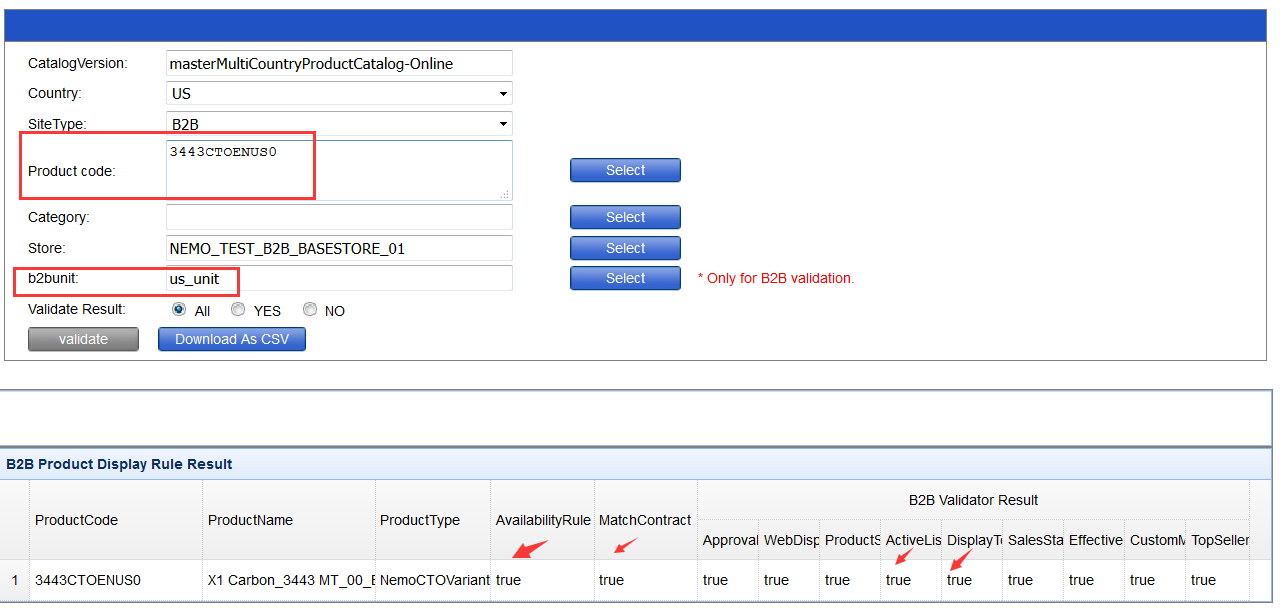 CatalogVersion: masterMultiCountryProductCatalog-Online
Country: US
SiteType: B2B
Product code: 3443CTOENUS0 Select
Category: Select
Store: NEMO_TEST_B2B_BASESTORE_01 Select
b2bunit: us_unit Select * Only for B2B validation.
Validate Result: All YES NO
validate Download As CSV
B2B Product Display Rule Result
B2B Validator Result
ProductCode ProductName ProductType AvailabilityRule MatchContract
Approval WebDisp ProductS ActiveLis DisplayTo SalesSta Effective CustomM TopSeller
1 3443CTOENUS0 X1 Carbon_3443 MT_00_E NemoCTOVariant true true true true true true true true true true true